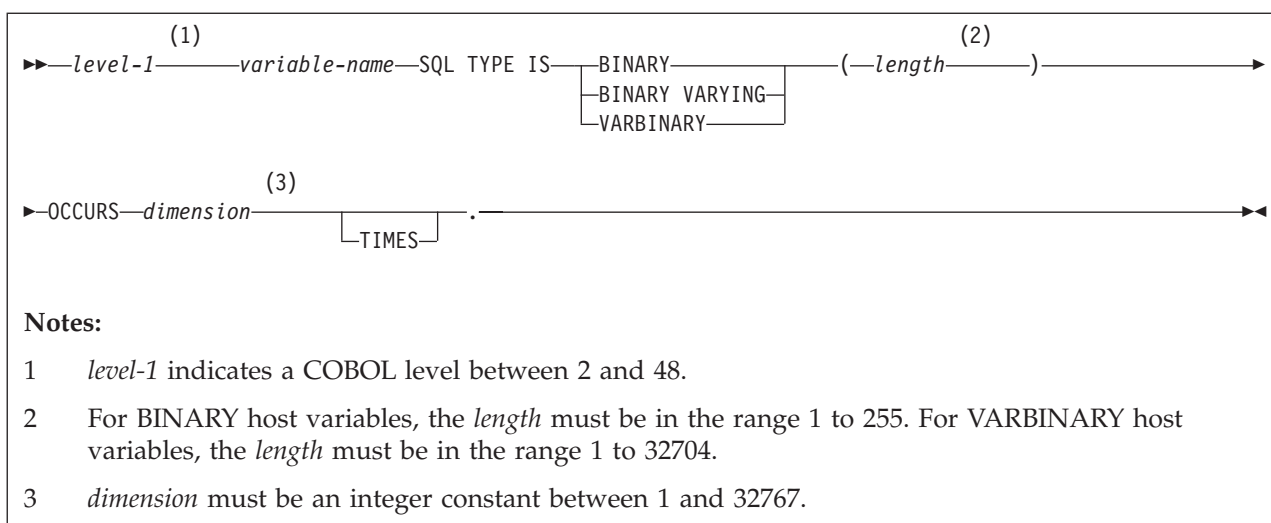 (1) (2)
level-1 variable-name SQL TYPE IS BINARY ( length )
BINARY VARYING
VARBINARY
(3)
OCCURS dimension .
TIMES
Notes:
1 level-1 indicates a COBOL level between 2 and 48.
2 For BINARY host variables, the length must be in the range 1 to 255. For VARBINARY host
variables, the length must be in the range 1 to 32704.
3 dimension must be an integer constant between 1 and 32767.